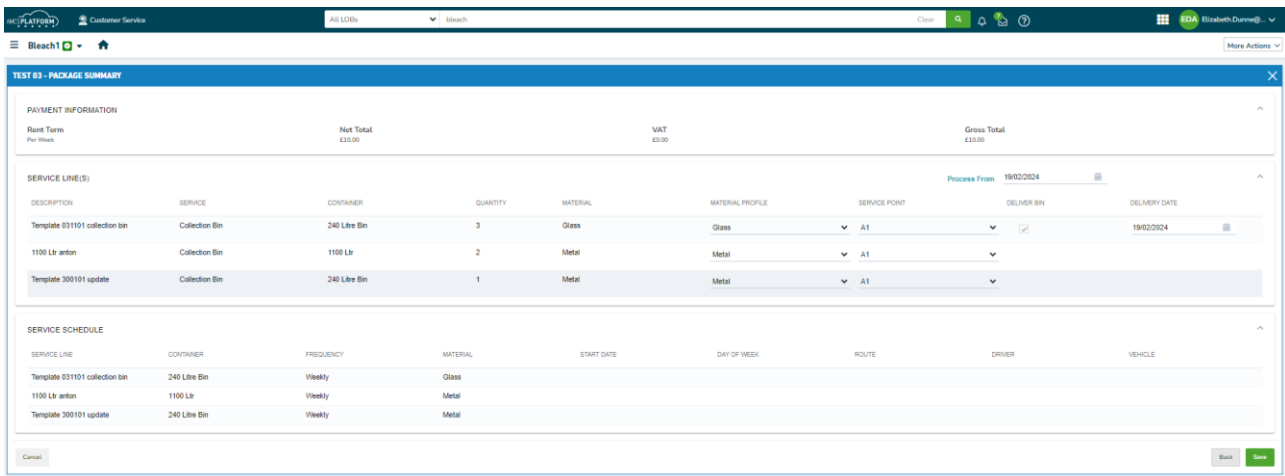 AMCS PLATFORM Customer Service All LOBs bleach Clear 7 EDA Elizabeth.Dunne@..
Bleach1 More Actions
TEST 03 - PACKAGE SUMMARY
PAYMENT INFORMATION
Rent Term Net Total VAT Gross Total
Per Week £10.00 £0.00 £10.00
SERVICE LINE(S) Process From 19/02/2024
DESCRIPTION SERVICE CONTAINER QUANTITY MATERIAL MATERIAL PROFILE SERVICE POINT DELIVER BIN DELIVERY DATE
Template 031101 collection bin Collection Bin 240 Litre Bin 3 Glass Glass A1 19/02/2024
1100 Ltr anton Collection Bin 1100 Ltr 2 Metal Metal A1
Template 300101 update Collection Bin 240 Litre Bin 1 Metal Metal A1
SERVICE SCHEDULE
SERVICE LINE CONTAINER FREQUENCY MATERIAL START DATE DAY OF WEEK ROUTE DRIVER VEHICLE
Template 031101 collection bin 240 Litre Bin Weekly Glass
1100 Ltr anton 1100 Ltr Weekly Metal
Template 300101 update 240 Litre Bin Weekly Metal
Cancel Back Save